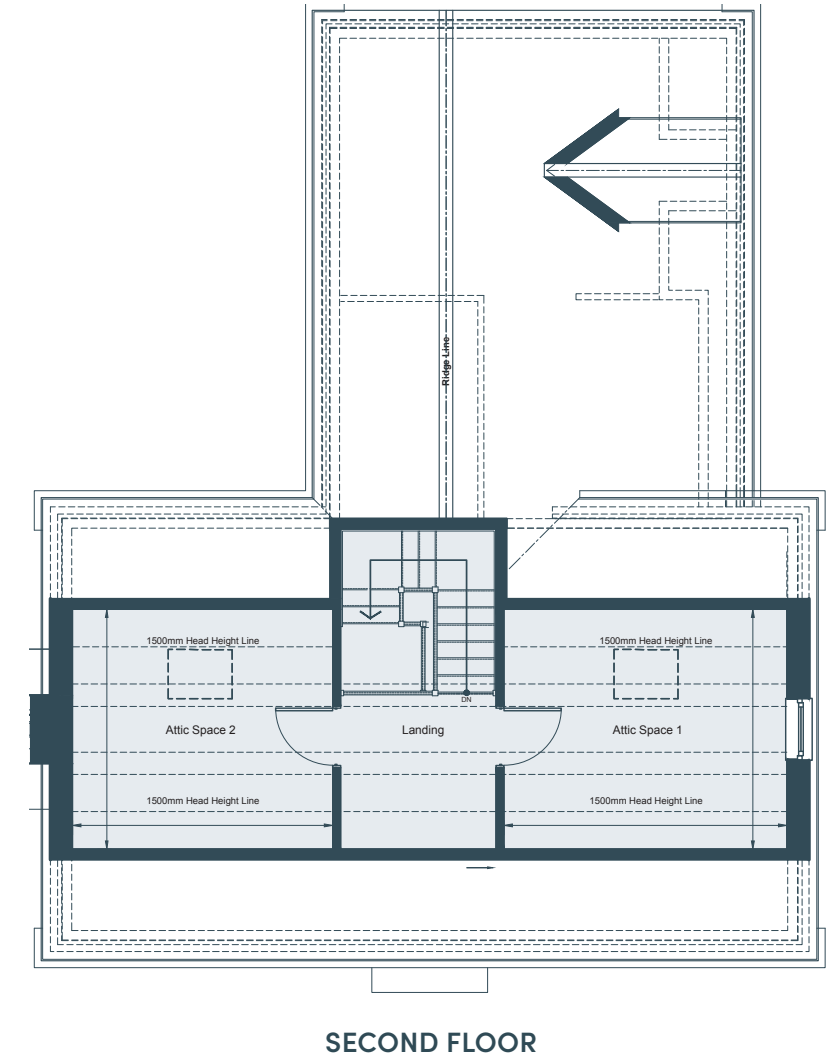 Ridge Line
1500mm Head Height Line
1500mm Head Height Line
DN
Attic Space 2
Landing
Attic Space 1
1500mm Head Height Line
1500mm Head Height Line
SECOND FLOOR